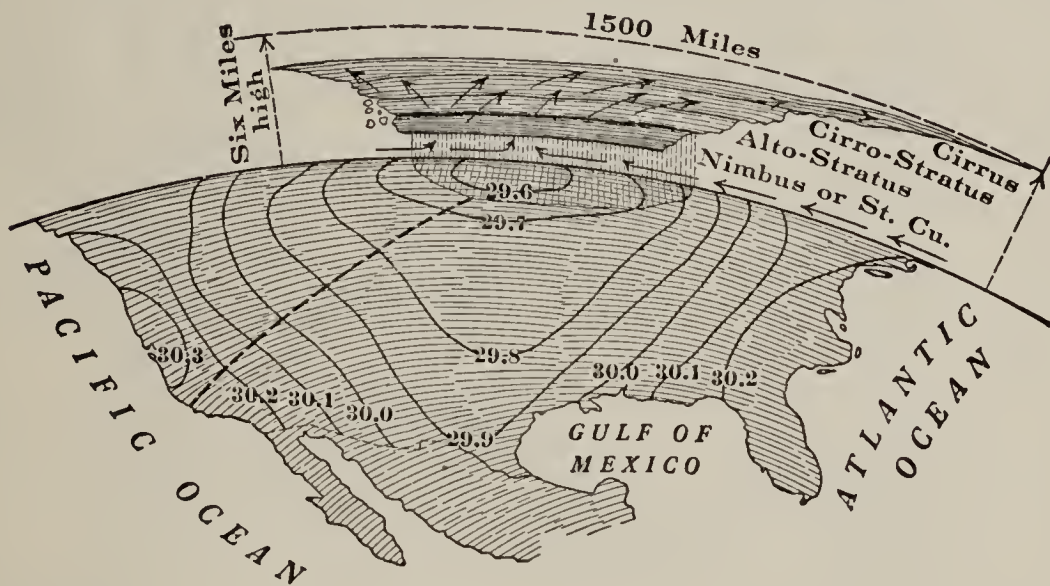 1500 Miles
Six Miles
high
Cirrus
Cirro-Stratus
Alto-Stratus
Nimbus or St. Cu.
29.6
29.7
29.8
30.3
30.2
30.1
30.0
29.9
30.0
30.1
30.2
GULF OF
MEXICO
PACIFIC OCEAN
ATLANTIC
OCEAN